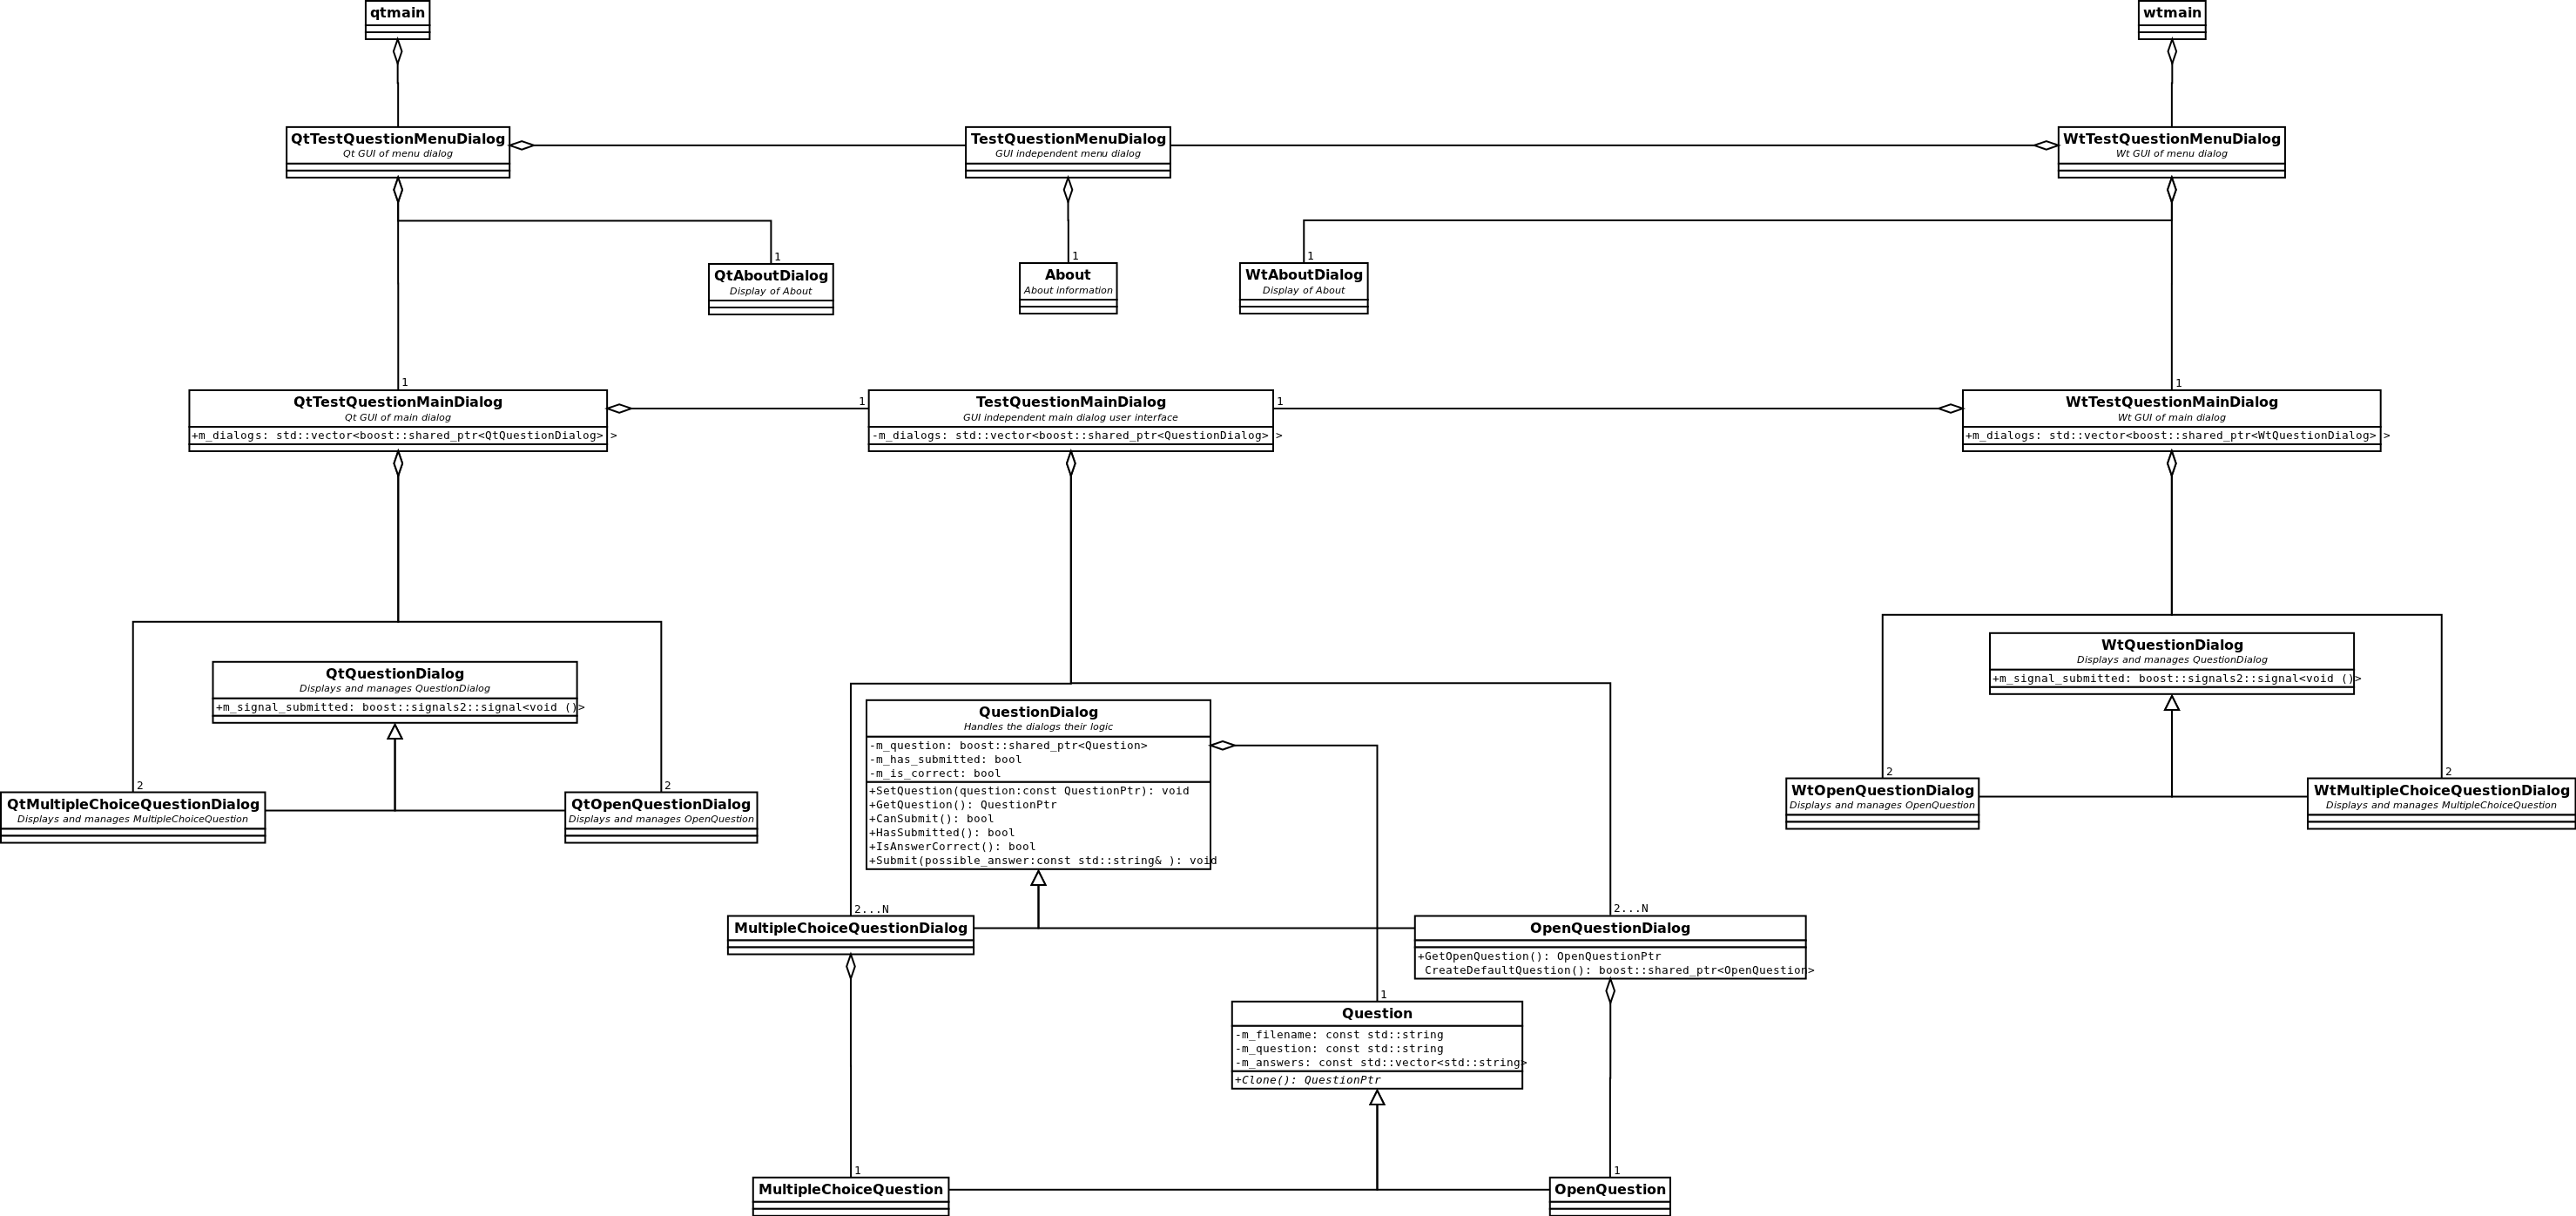 qtmain
wtmain
QtTestQuestionMenuDialog
Qt GUI of menu dialog
TestQuestionMenuDialog
GUI independent menu dialog
WtTestQuestionMenuDialog
Wt GUI of menu dialog
1
QtAboutDialog
Display of About
1
About
About information
1
WtAboutDialog
Display of About
1
QtTestQuestionMainDialog
Qt GUI of main dialog
+m_dialogs: std::vector<boost::shared_ptr<QtQuestionDialog> >
1
TestQuestionMainDialog
GUI independent main dialog user interface
-m_dialogs: std::vector<boost::shared_ptr<QuestionDialog> >
1
1
WtTestQuestionMainDialog
Wt GUI of main dialog
+m_dialogs: std::vector<boost::shared_ptr<WtQuestionDialog> >
QtQuestionDialog
Displays and manages QuestionDialog
+m_signal_submitted: boost::signals2::signal<void ()>
WtQuestionDialog
Displays and manages QuestionDialog
+m_signal_submitted: boost::signals2::signal<void ()>
2
QtMultipleChoiceQuestionDialog
Displays and manages MultipleChoiceQuestion
2
QtOpenQuestionDialog
Displays and manages OpenQuestion
QuestionDialog
Handles the dialogs their logic
-m_question: boost::shared_ptr<Question>
-m_has_submitted: bool
-m_is_correct: bool
+SetQuestion(question:const QuestionPtr): void
+GetQuestion(): QuestionPtr
+CanSubmit(): bool
+HasSubmitted(): bool
+IsAnswerCorrect(): bool
+Submit(possible_answer:const std::string& ): void
2
WtOpenQuestionDialog
Displays and manages OpenQuestion
2
WtMultipleChoiceQuestionDialog
Displays and manages MultipleChoiceQuestion
2...N
MultipleChoiceQuestionDialog
2...N
OpenQuestionDialog
+GetOpenQuestion(): OpenQuestionPtr
CreateDefaultQuestion(): boost::shared_ptr<OpenQuestion>
1
Question
-m_filename: const std::string
-m_question: const std::string
-m_answers: const std::vector<std::string>
+Clone(): QuestionPtr
1
MultipleChoiceQuestion
1
OpenQuestion